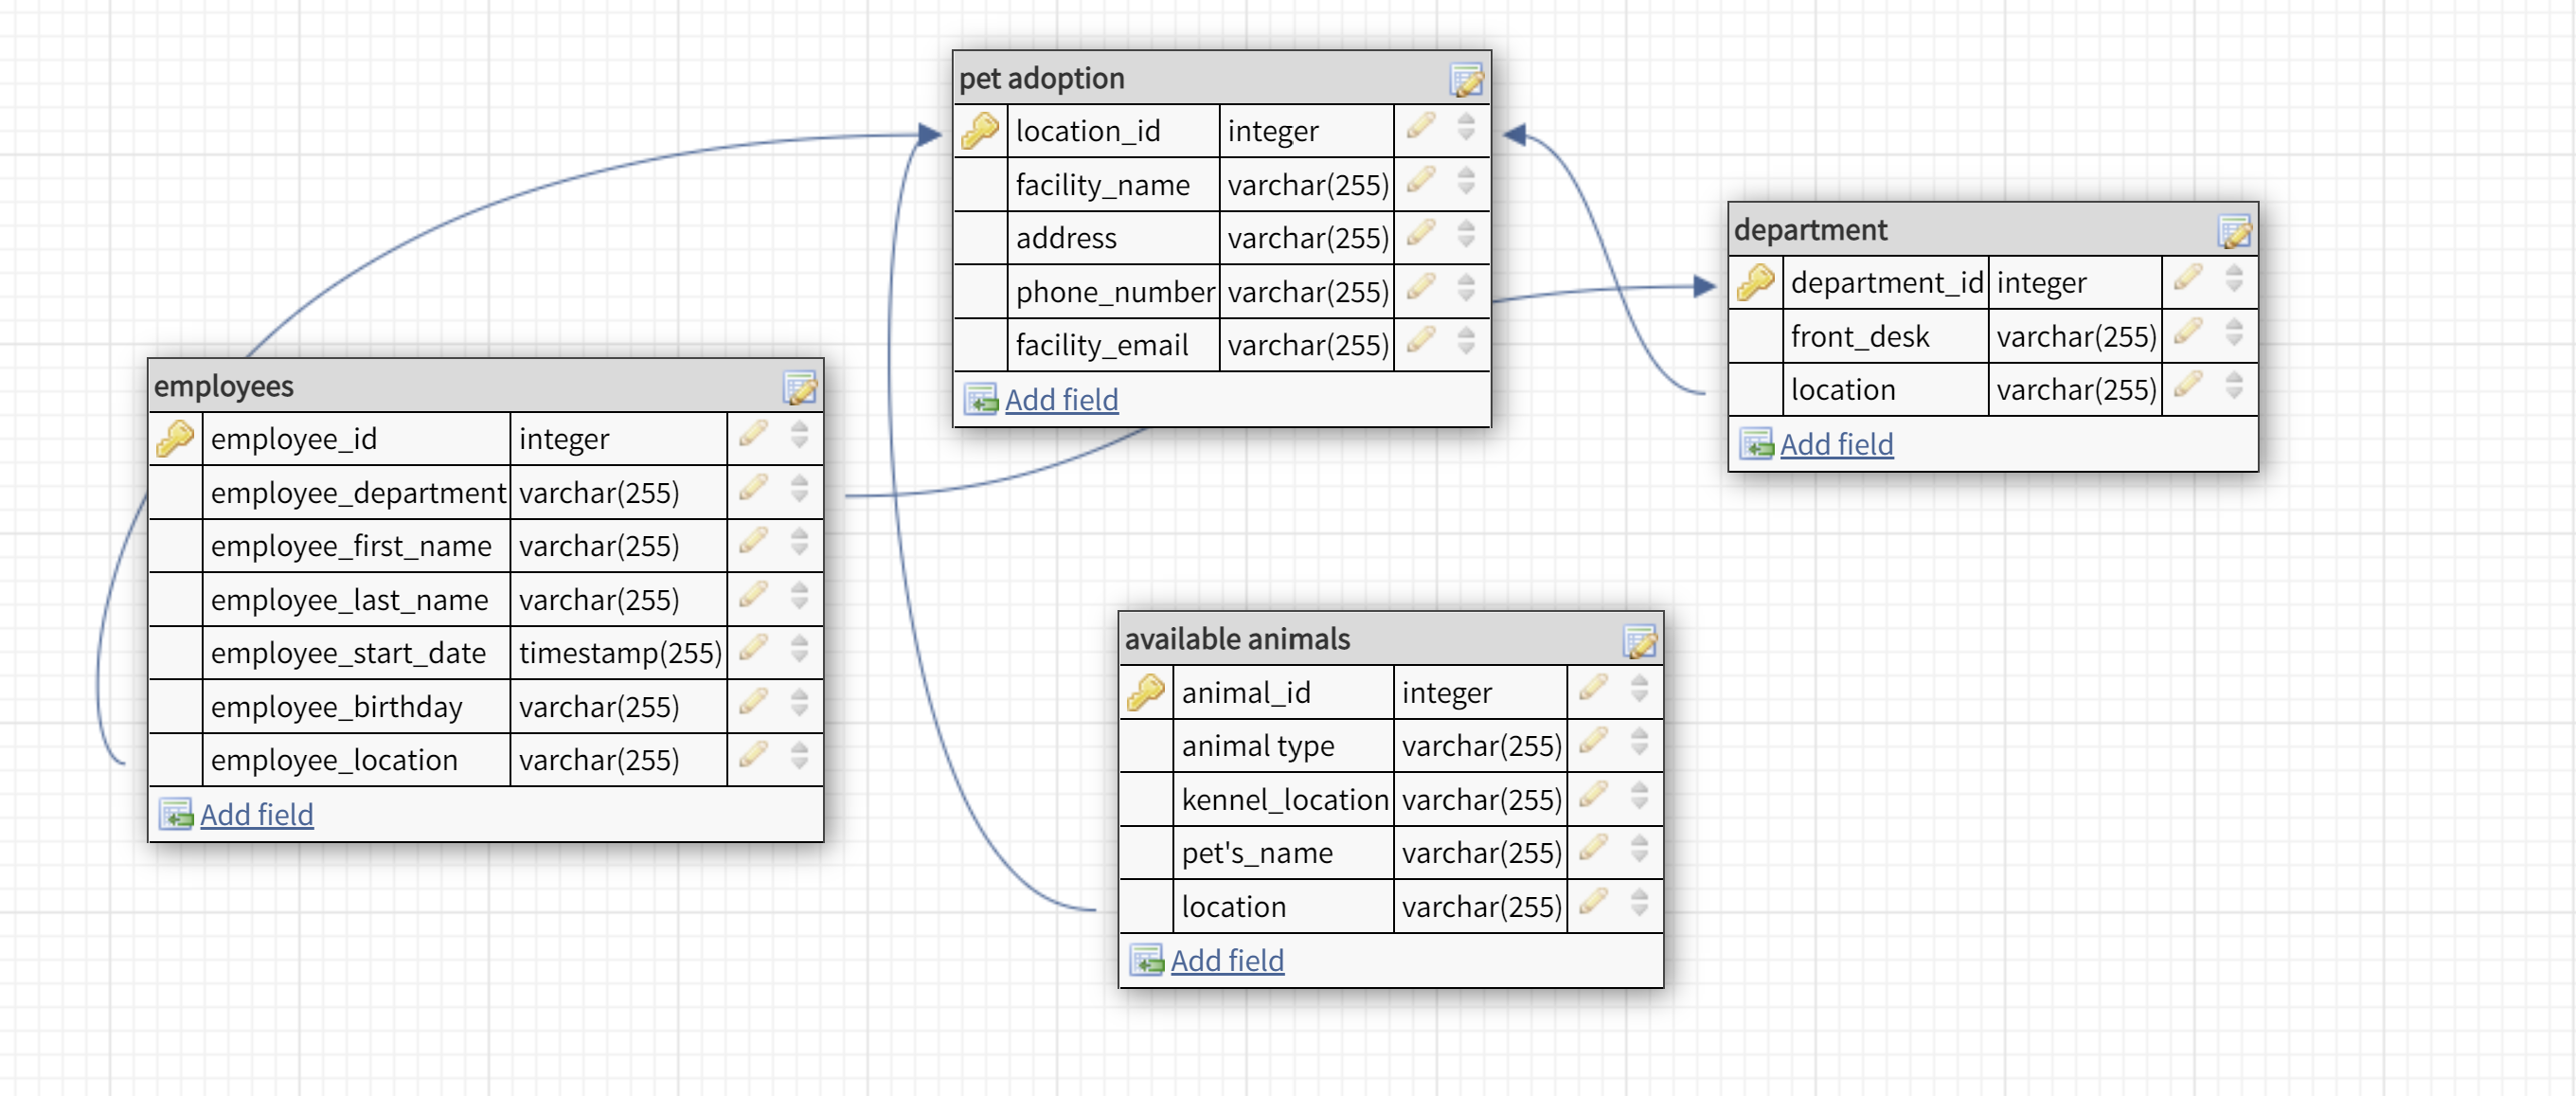 pet adoption
location_id integer
facility_name varchar(255)
address varchar(255)
phone_number varchar(255)
facility_email varchar(255)
Add field
department
department_id integer
front_desk varchar(255)
location varchar(255)
Add field
employees
employee_id integer
employee_department varchar(255)
employee_first_name varchar(255)
employee_last_name varchar(255)
employee_start_date timestamp(255)
employee_birthday varchar(255)
employee_location varchar(255)
Add field
available animals
animal_id integer
animal type varchar(255)
kennel_location varchar(255)
pet's_name varchar(255)
location varchar(255)
Add field